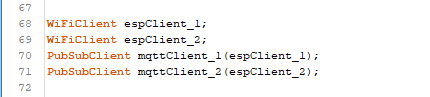 67
68 WiFiClient espClient_1;
69 WiFiClient espClient_2;
70 PubSubClient mqttClient_1(espClient_1);
71 PubSubClient mqttClient_2(espClient_2);
72